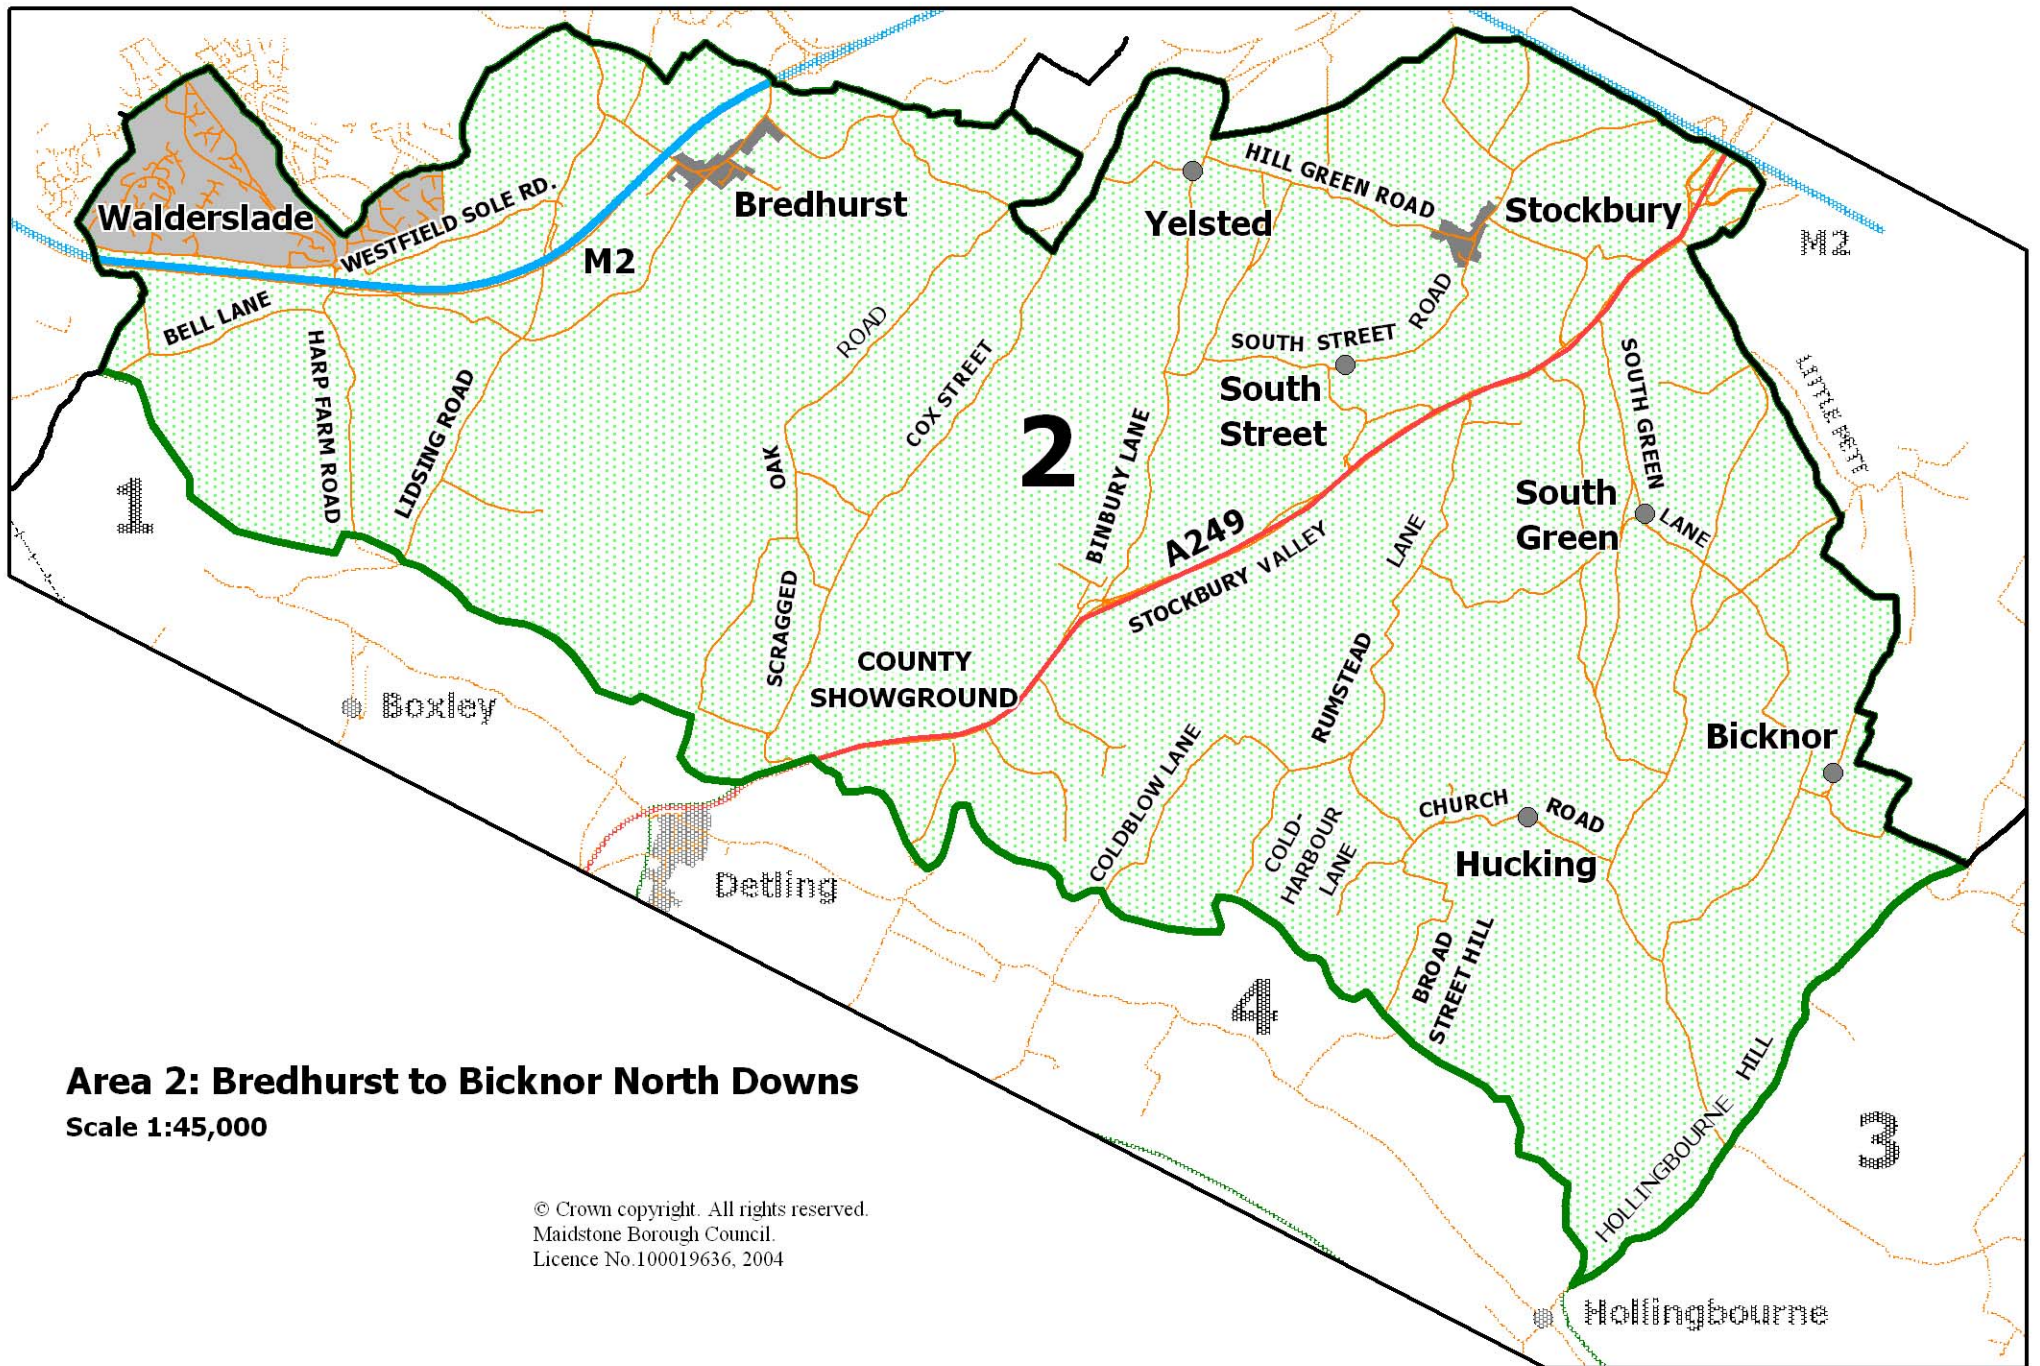 Walderslade
WESTFIELD SOLE RD.
M2
Bredhurst
Yelsted
HILL GREEN ROAD
Stockbury
M2
BELL LANE
HARP FARM ROAD
LIDSING ROAD
OAK
ROAD
COX STREET
SCRAGGED
2
BINBURY LANE
SOUTH STREET
ROAD
South
Street
A249
STOCKBURY VALLEY
SOUTH GREEN
LANE
South
Green
LITTLE PETT
1
COUNTY
SHOWGROUND
RUMSTEAD
LANE
Boxley
Detling
COLDBLOW LANE
COLD-
HARBOUR
LANE
CHURCH
ROAD
Hucking
Bicknor
BROAD
STREET HILL
4
HOLLINGBOURNE
HILL
3
Hollingbourne
Area 2: Bredhurst to Bicknor North Downs
Scale 1:45,000
© Crown copyright. All rights reserved.
Maidstone Borough Council.
Licence No.100019636, 2004